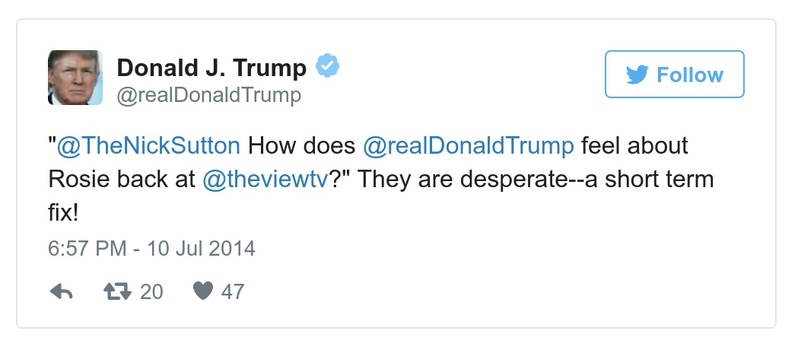 Donald J. Trump
@realDonaldTrump
Follow
"@TheNickSutton How does @realDonaldTrump feel about
Rosie back at @theviewtv?" They are desperate--a short term
fix!
6:57 PM - 10 Jul 2014
20 47